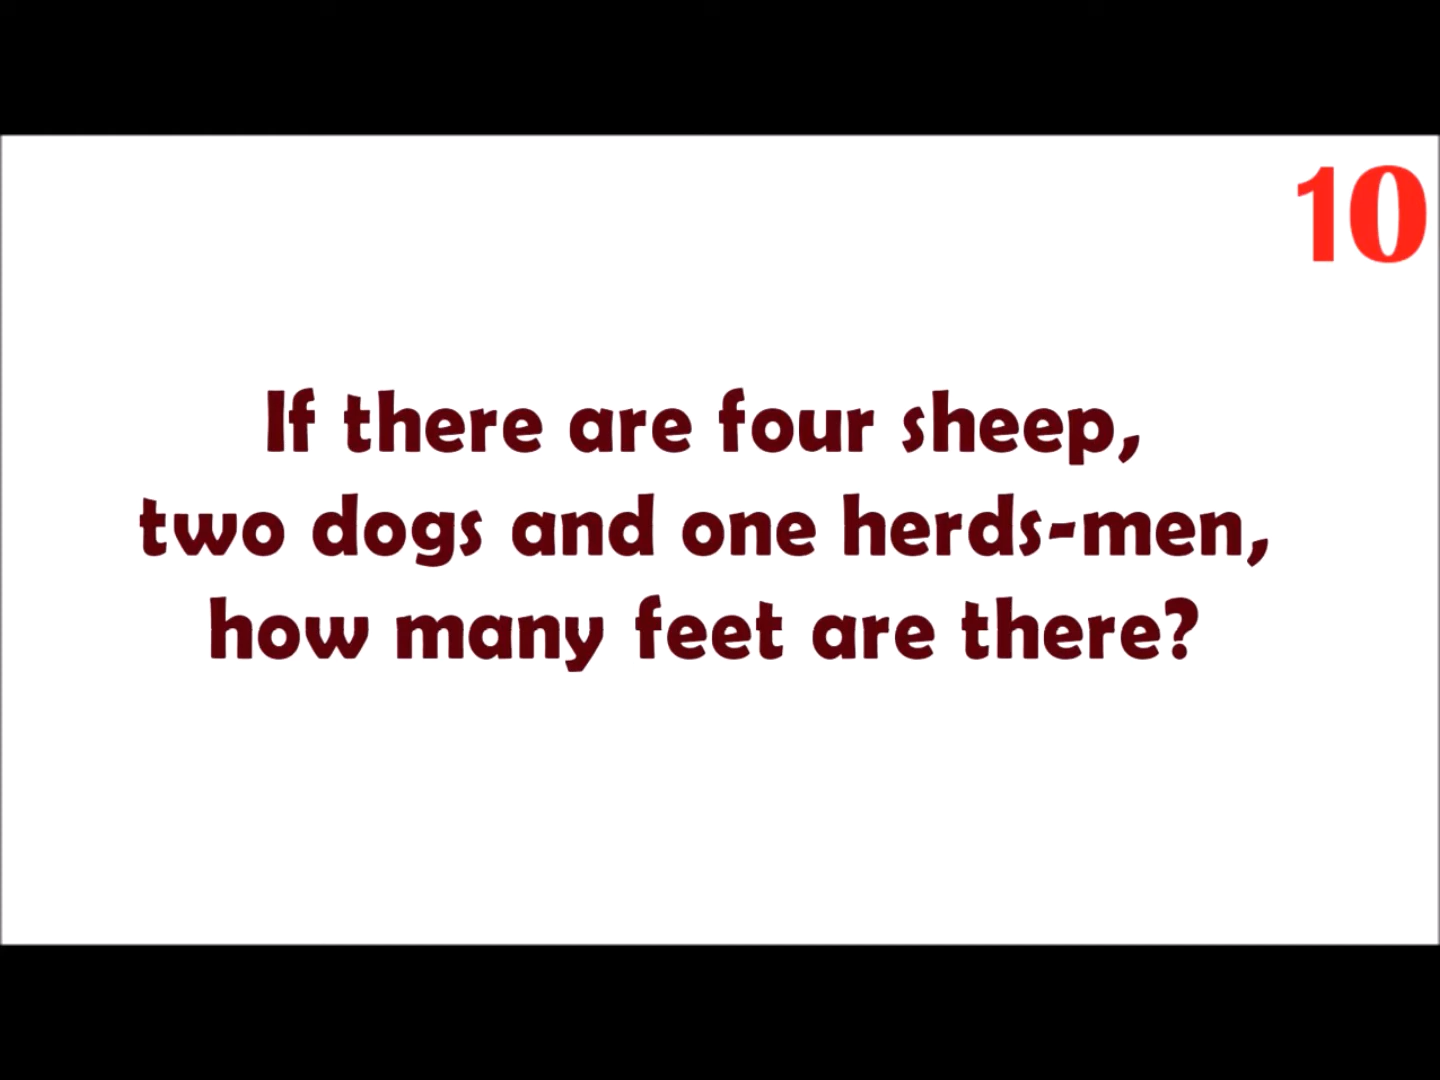 10
If there are four sheep,
two dogs and one herds-men,
how many feet are there?